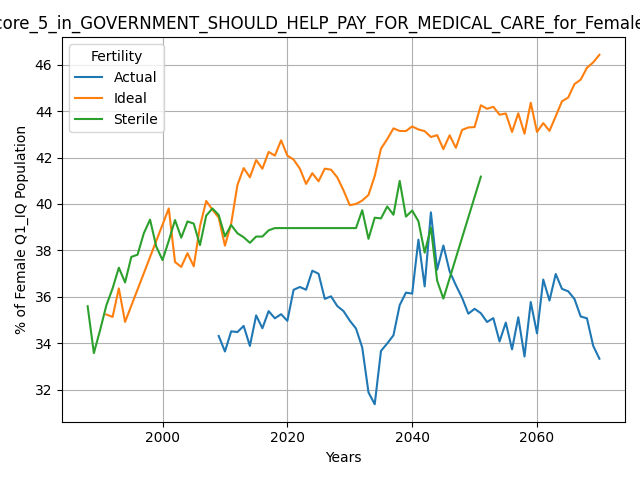 core_5_in_GOVERNMENT_SHOULD_HELP_PAY_FOR_MEDICAL_CARE_for_Female
Fertility
Actual
Ideal
Sterile
% of Female Q1_IQ Population
46
44
42
40
38
36
34
32
2000
2020
2040
2060
Years